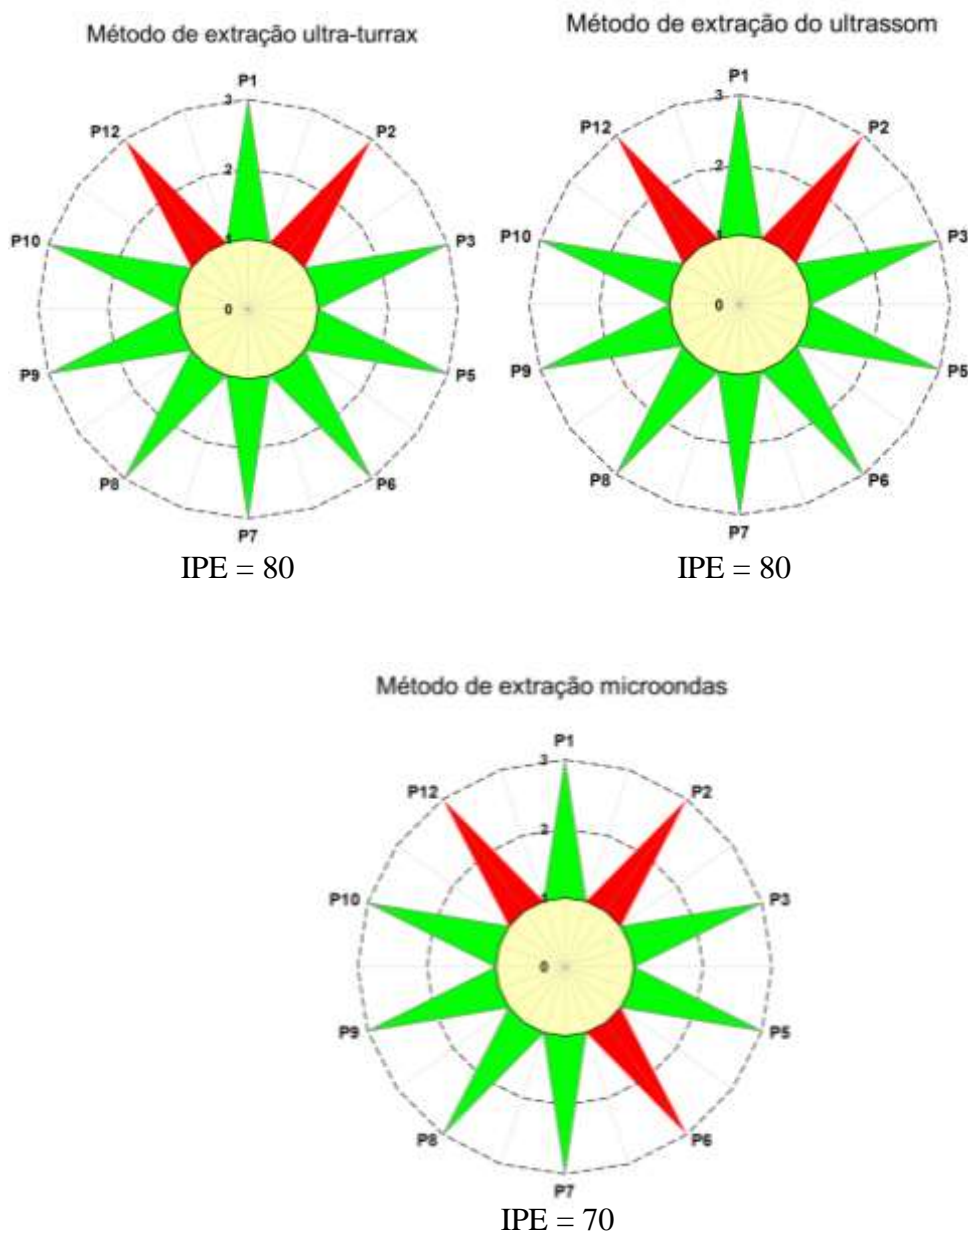 Método de extração ultra-turrax
Método de extração do ultrassom
P1
3
P12
P2
2
P10
P3
1
0
P9
P5
P8
P6
P7
IPE = 80
P1
3
P12
P2
2
P10
P3
1
0
P9
P5
P8
P6
P7
IPE = 80
Método de extração microondas
P1
3
P12
P2
2
P10
P3
1
0
P9
P5
P8
P6
P7
IPE = 70